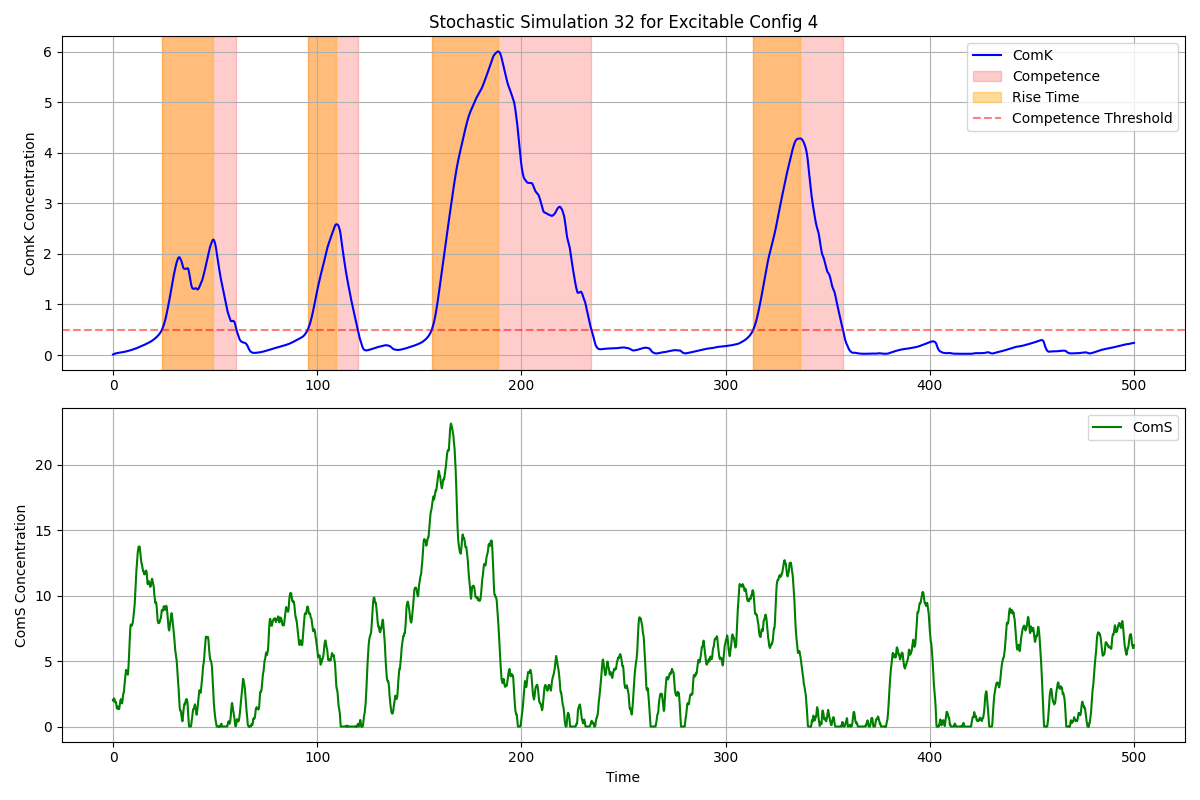 Stochastic Simulation 32 for Excitable Config 4
ComK Concentration
6
5
4
3
2
1
0
ComK
Competence
Rise Time
Competence Threshold
0 100 200 300 400 500
ComS Concentration
20
15
10
5
0
ComS
0 100 200 300 400 500
Time